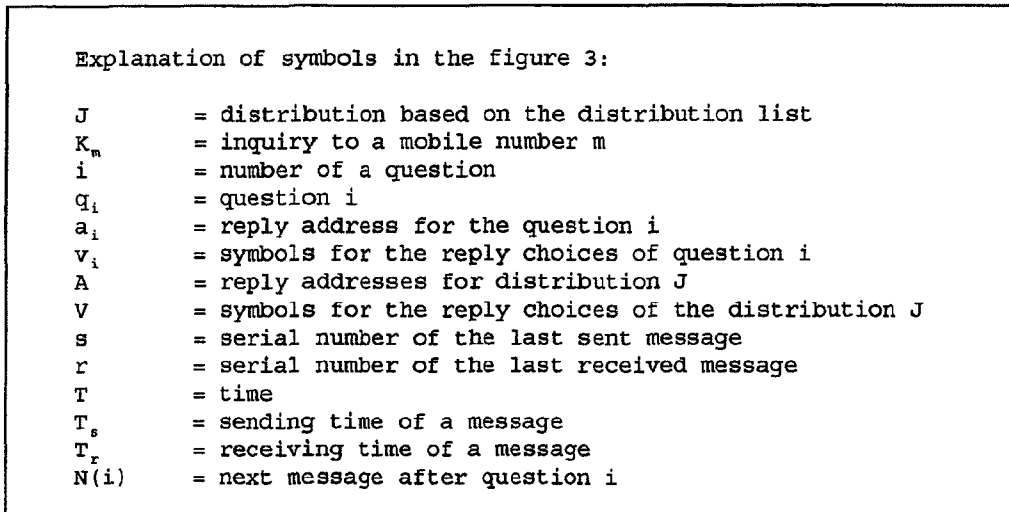 Explanation of symbols in the figure 3:
J = distribution based on the distribution list
Kₘ = inquiry to a mobile number m
i = number of a question
qᵢ = question i
aᵢ = reply address for the question i
vᵢ = symbols for the reply choices of question i
A = reply addresses for distribution J
V = symbols for the reply choices of the distribution J
s = serial number of the last sent message
r = serial number of the last received message
T = time
Tₛ = sending time of a message
Tᵣ = receiving time of a message
N(i) = next message after question i